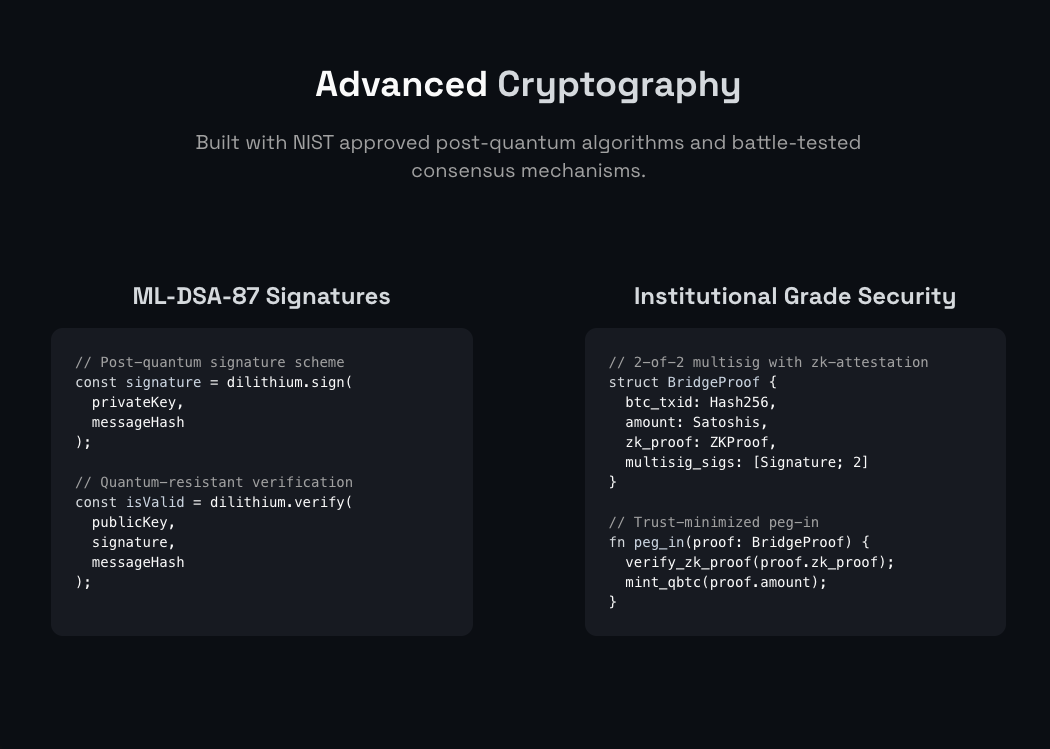 Advanced Cryptography
Built with NIST approved post-quantum algorithms and battle-tested
consensus mechanisms.
ML-DSA-87 Signatures
// Post-quantum signature scheme
const signature = dilithium.sign(
  privateKey,
  messageHash
);
// Quantum-resistant verification
const isValid = dilithium.verify(
  publicKey,
  signature,
  messageHash
);
Institutional Grade Security
// 2-of-2 multisig with zk-attestation
struct BridgeProof {
  btc_txid: Hash256,
  amount: Satoshis,
  zk_proof: ZKProof,
  multisig_sigs: [Signature; 2]
}
// Trust-minimized peg-in
fn peg_in(proof: BridgeProof) {
  verify_zk_proof(proof.zk_proof);
  mint_qbtc(proof.amount);
}